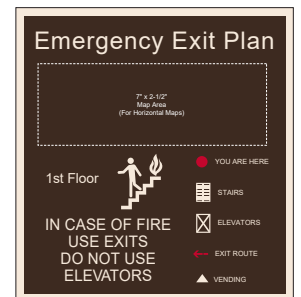 Emergency Exit Plan
7" x 2-1/2"
Map Area
(For Horizontal Maps)
1st Floor
YOU ARE HERE
STAIRS
ELEVATORS
EXIT ROUTE
VENDING
IN CASE OF FIRE
USE EXITS
DO NOT USE
ELEVATORS